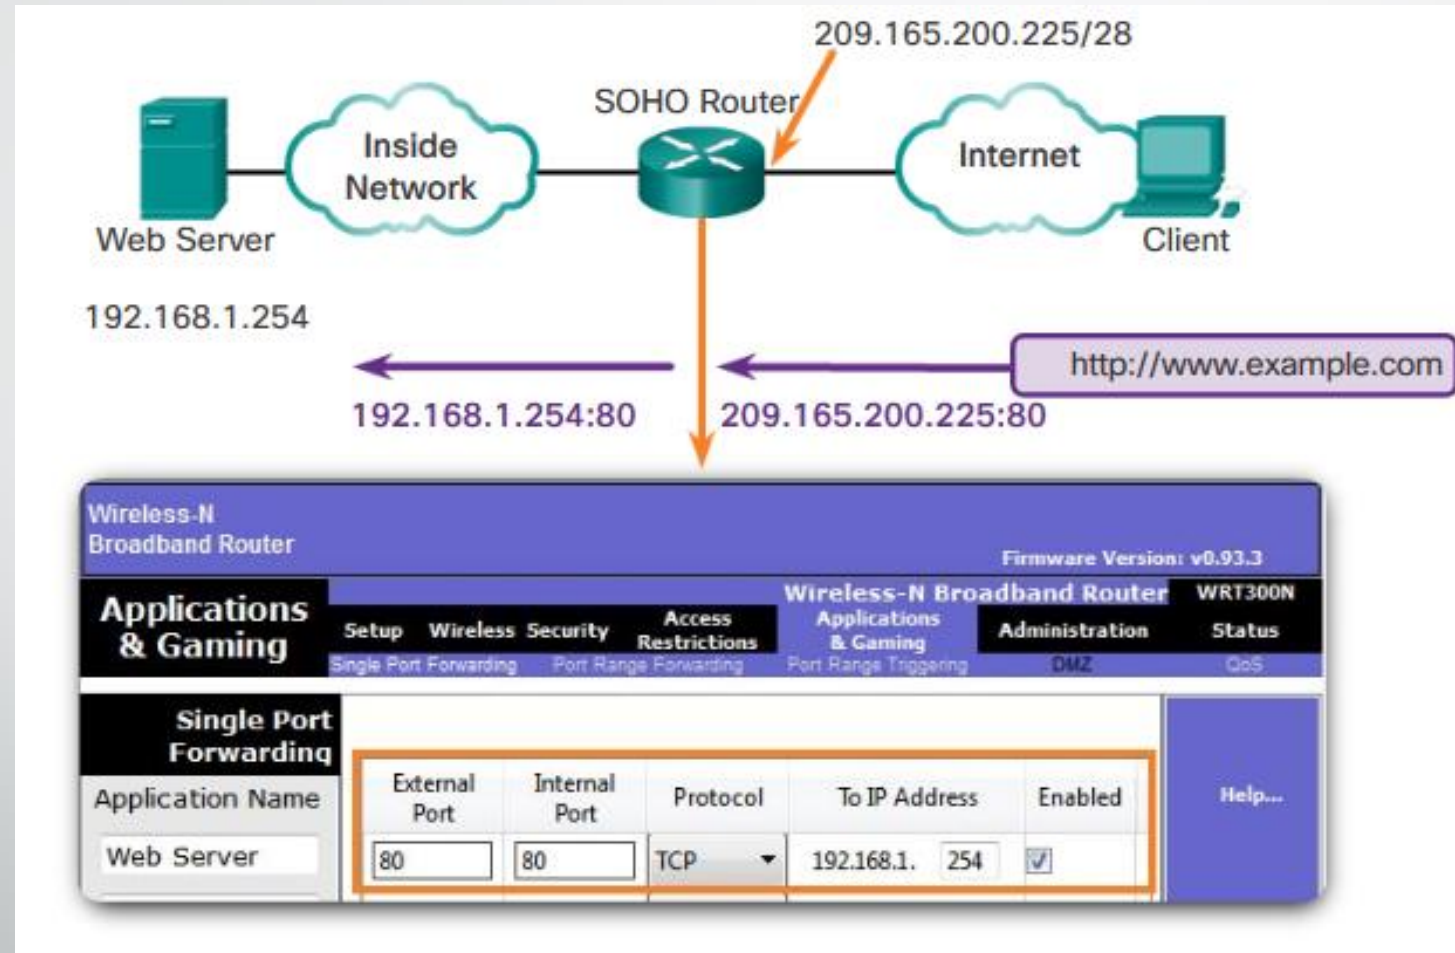 209.165.200.225/28
SOHO Router
Inside
Network
Internet
Web Server
Client
192.168.1.254
http://www.example.com
192.168.1.254:80
209.165.200.225:80
Wireless-N
Broadband Router
Firmware Version: v0.93.3
Applications
& Gaming
Wireless-N Broadband Router
WRT300N
Setup
Wireless
Security
Access
Restrictions
Applications
& Gaming
Administration
Status
Single Port Forwarding
Port Range Forwarding
Port Range Triggering
DMZ
QoS
Single Port
Forwarding
External
Port
Internal
Port
Protocol
To IP Address
Enabled
Help...
Application Name
Web Server
80
80
TCP
192.168.1.
254